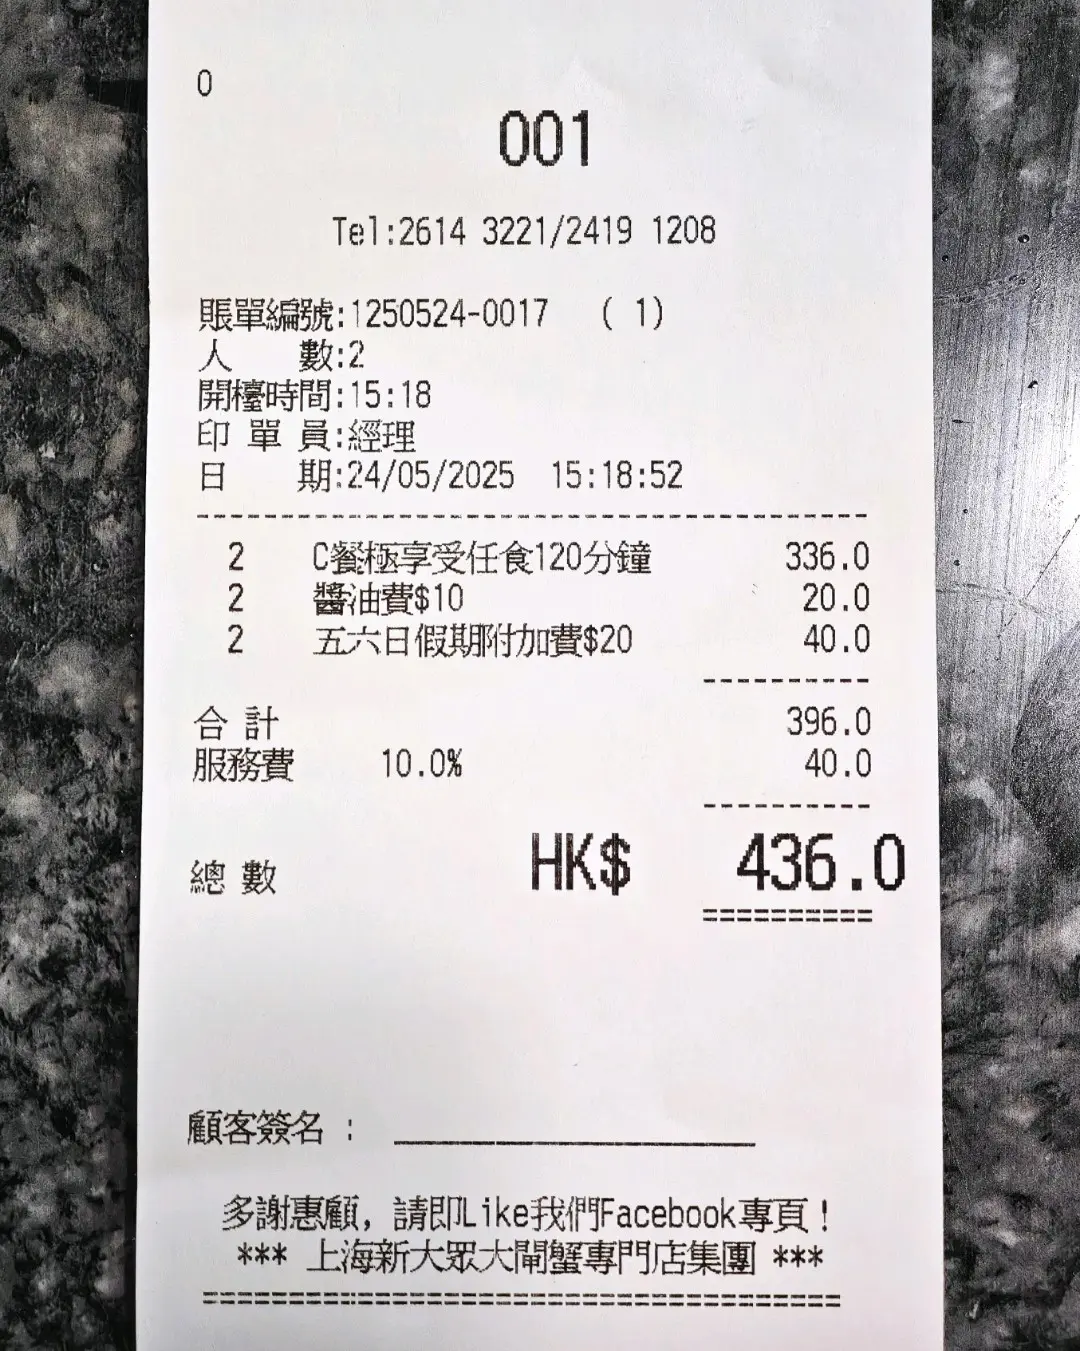 0
001
Tel:2614 3221/2419 1208
賬單編號:1250524-0017 ( 1)
人 數:2
開檯時間:15:18
印 單 員:經理
日 期:24/05/2025 15:18:52
2 C餐極享受任食120分鐘 336.0
2 醬油費$10 20.0
2 五六日假期附加費$20 40.0
合 計 396.0
服務費 10.0% 40.0
總 數 HK$ 436.0
顧客簽名 :
多謝惠顧, 請即Like我們Facebook專頁!
*** 上海新大眾大閘蟹專門店集團 ***